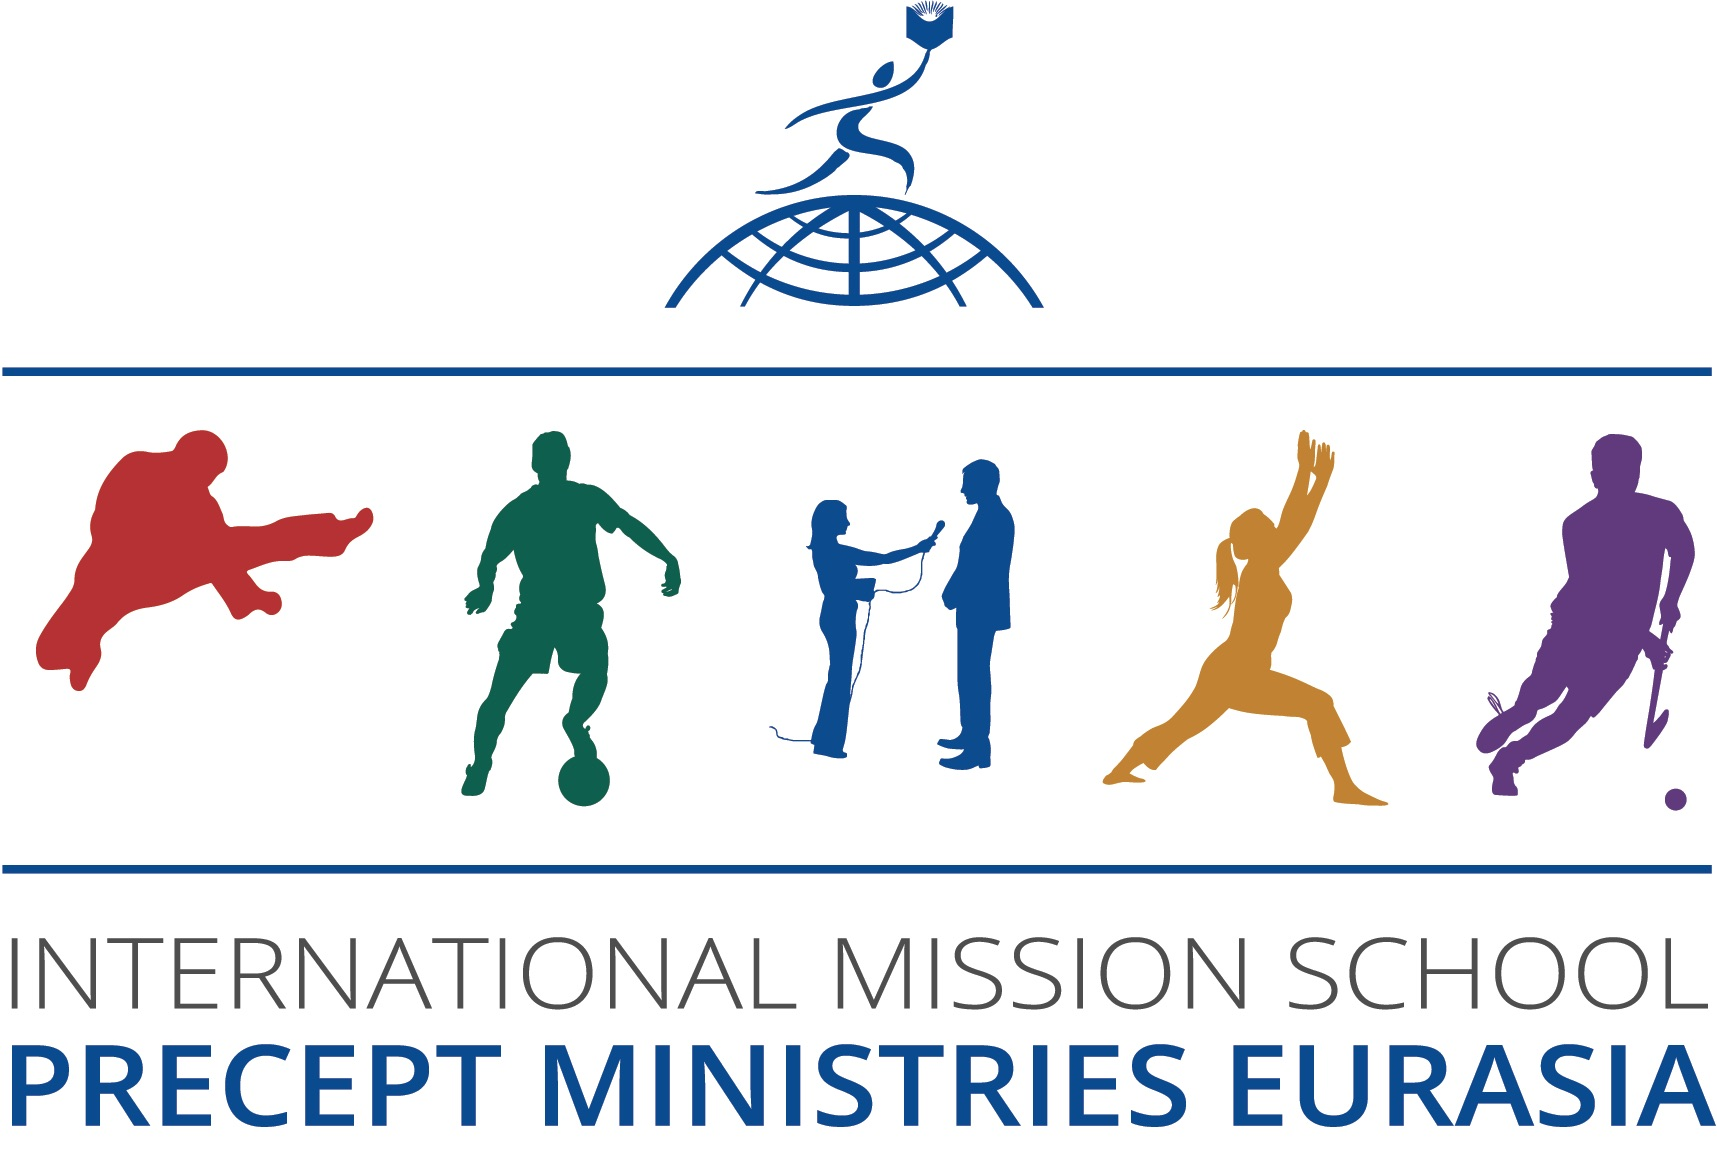 INTERNATIONAL MISSION SCHOOL
PRECEPT MINISTRIES EURASIA